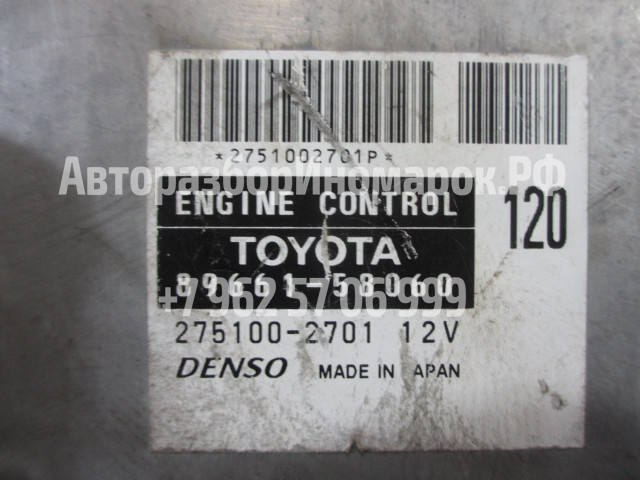 *2751002701P*
АвторазборИномарок.РФ
ENGINE CONTROL
120
TOYOTA
89661-58060
+7 962 5706 999
275100-2701 12V
DENSO MADE IN JAPAN